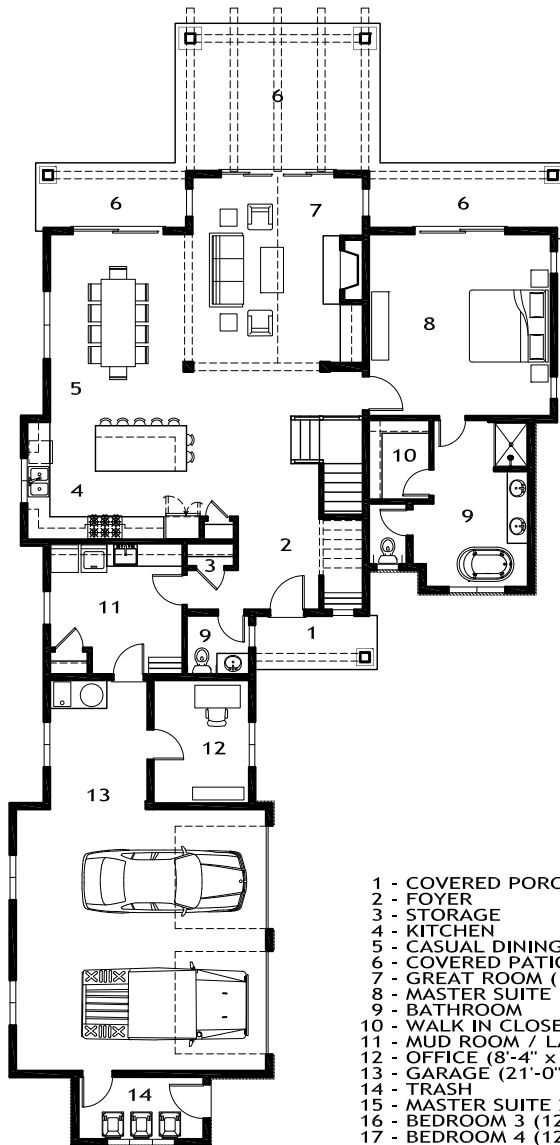 6
6
7
6
8
5
10
4
9
2
3
11
1
9
12
13
14
1 - COVERED PORC
2 - FOYER
3 - STORAGE
4 - KITCHEN
5 - CASUAL DINING
6 - COVERED PATIO
7 - GREAT ROOM (
8 - MASTER SUITE
9 - BATHROOM
10 - WALK IN CLOSE
11 - MUD ROOM / LA
12 - OFFICE (8'-4" x
13 - GARAGE (21'-0"
14 - TRASH
15 - MASTER SUITE
16 - BEDROOM 3 (12
17 - BEDROOM 4 (12